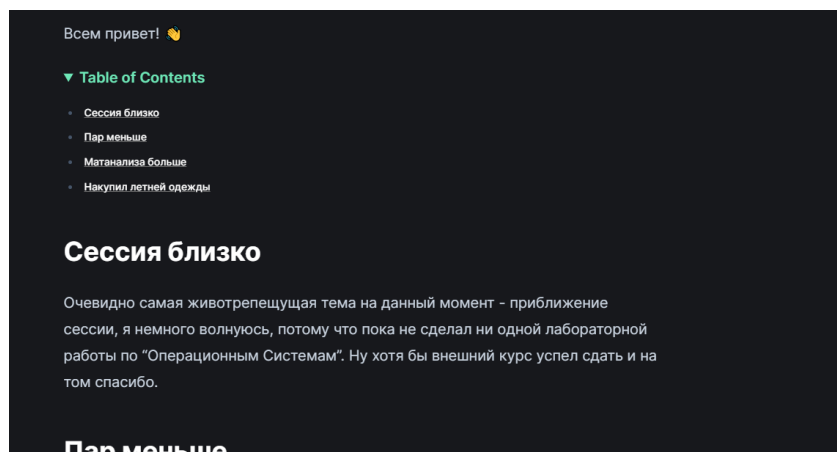 Всем привет! 👋
Table of Contents
Сессия близко
Пар меньше
Матанализа больше
Накупил летней одежды
Сессия близко
Очевидно самая животрепещущая тема на данный момент - приближение
сессии, я немного волнуюсь, потому что пока не сделал ни одной лабораторной
работы по “Операционным Системам”. Ну хотя бы внешний курс успел сдать и на
том спасибо.
Пар меньше